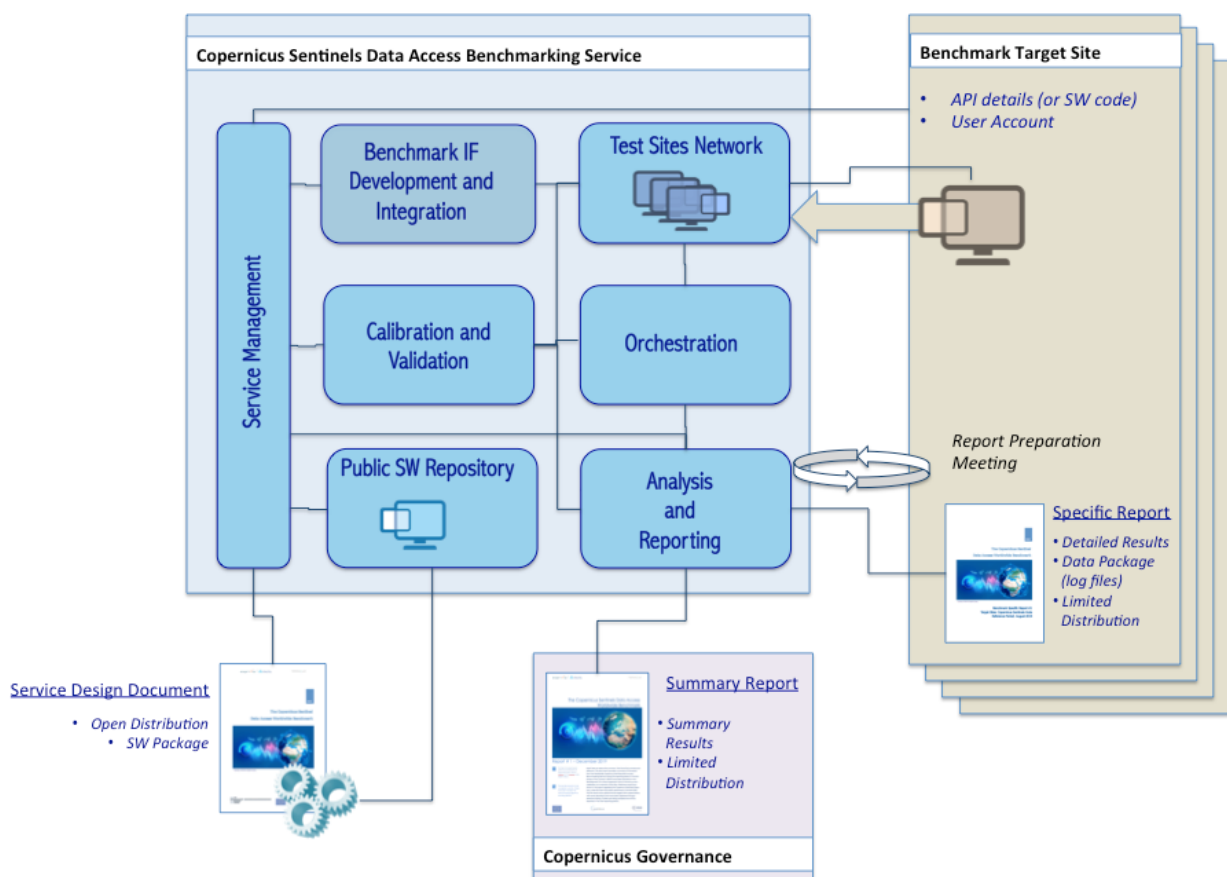 Copernicus Sentinels Data Access Benchmarking Service
Benchmark Target Site
• API details (or SW code)
• User Account
Service Management
Benchmark IF
Development and
Integration
Test Sites Network
Calibration and
Validation
Orchestration
Public SW Repository
Analysis
and
Reporting
Report Preparation
Meeting
Specific Report
• Detailed Results
• Data Package
(log files)
• Limited
Distribution
Service Design Document
• Open Distribution
• SW Package
Summary Report
• Summary
Results
• Limited
Distribution
Copernicus Governance